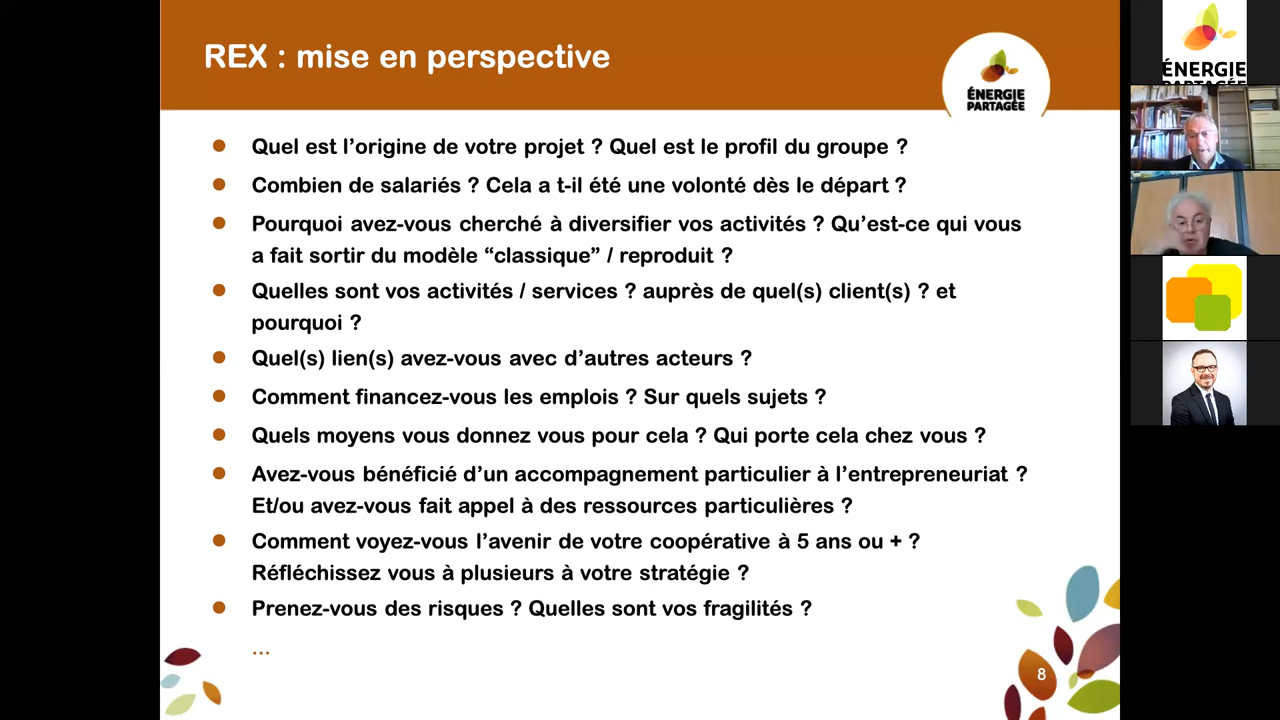 REX : mise en perspective
ÉNERGIE
PARTAGÉE
Quel est l’origine de votre projet ? Quel est le profil du groupe ?
Combien de salariés ? Cela a t-il été une volonté dès le départ ?
Pourquoi avez-vous cherché à diversifier vos activités ? Qu’est-ce qui vous
a fait sortir du modèle “classique” / reproduit ?
Quelles sont vos activités / services ? auprès de quel(s) client(s) ? et
pourquoi ?
Quel(s) lien(s) avez-vous avec d’autres acteurs ?
Comment financez-vous les emplois ? Sur quels sujets ?
Quels moyens vous donnez vous pour cela ? Qui porte cela chez vous ?
Avez-vous bénéficié d’un accompagnement particulier à l’entrepreneuriat ?
Et/ou avez-vous fait appel à des ressources particulières ?
Comment voyez-vous l’avenir de votre coopérative à 5 ans ou + ?
Réfléchissez vous à plusieurs à votre stratégie ?
Prenez-vous des risques ? Quelles sont vos fragilités ?
...
8
ÉNERGIE
PARTAGÉE